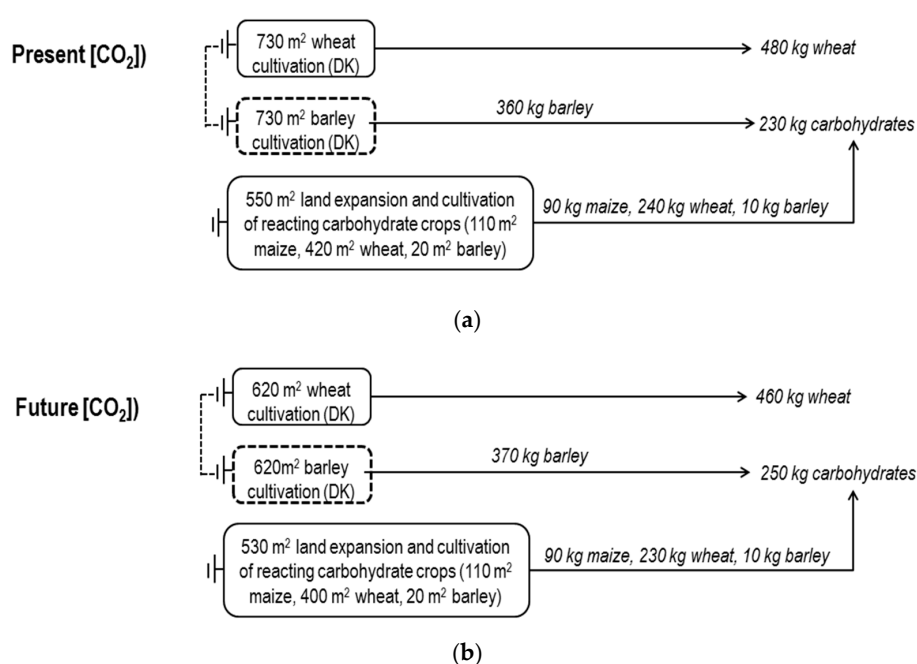 Present [CO₂])
730 m² wheat
cultivation (DK)
480 kg wheat
730 m² barley
cultivation (DK)
360 kg barley
230 kg carbohydrates
550 m² land expansion and cultivation
of reacting carbohydrate crops (110 m²
maize, 420 m² wheat, 20 m² barley)
90 kg maize, 240 kg wheat, 10 kg barley
(a)
Future [CO₂])
620 m² wheat
cultivation (DK)
460 kg wheat
620m² barley
cultivation (DK)
370 kg barley
250 kg carbohydrates
530 m² land expansion and cultivation
of reacting carbohydrate crops (110 m²
maize, 400 m² wheat, 20 m² barley)
90 kg maize, 230 kg wheat, 10 kg barley
(b)